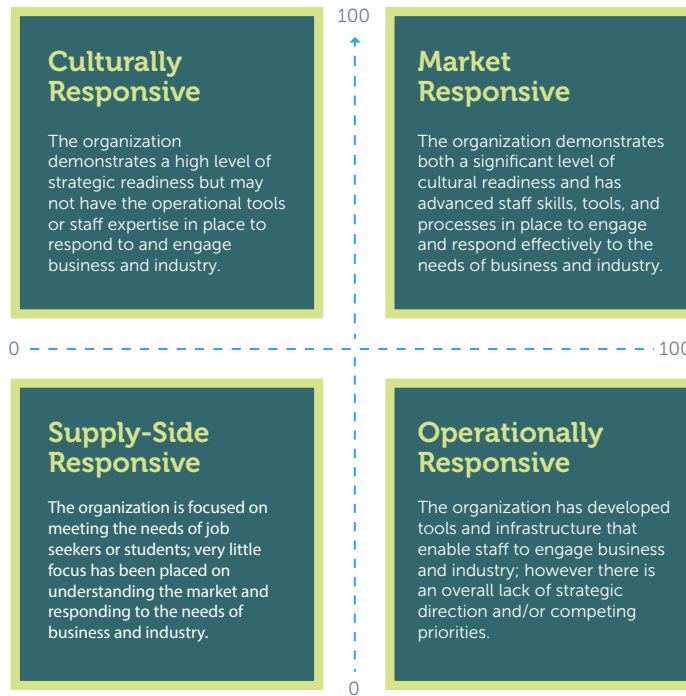 100
Culturally
Responsive
The organization
demonstrates a high level of
strategic readiness but may
not have the operational tools
or staff expertise in place to
respond to and engage
business and industry.
Market
Responsive
The organization demonstrates
both a significant level of
cultural readiness and has
advanced staff skills, tools, and
processes in place to engage
and respond effectively to the
needs of business and industry.
0
100
Supply-Side
Responsive
The organization is focused on
meeting the needs of job
seekers or students; very little
focus has been placed on
understanding the market and
responding to the needs of
business and industry.
Operationally
Responsive
The organization has developed
tools and infrastructure that
enable staff to engage business
and industry; however there is
an overall lack of strategic
direction and/or competing
priorities.
0